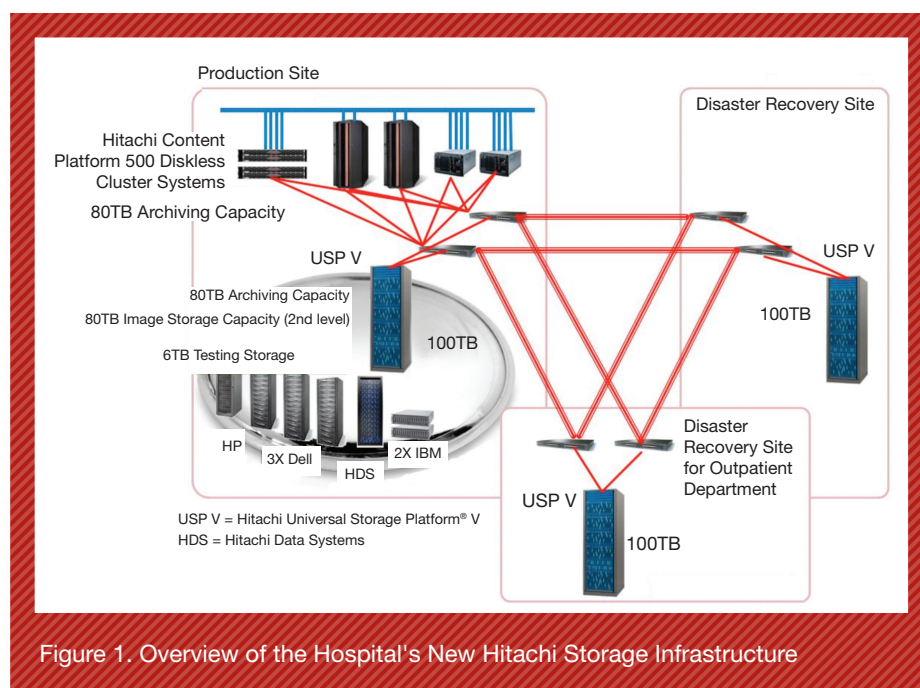 Production Site
Disaster Recovery Site
Hitachi Content
Platform 500 Diskless
Cluster Systems
80TB Archiving Capacity
USP V
USP V
80TB Archiving Capacity
80TB Image Storage Capacity (2nd level)
100TB
100TB
6TB Testing Storage
HP
3X Dell
HDS
2X IBM
Disaster
Recovery Site
for Outpatient
Department
USP V
100TB
USP V = Hitachi Universal Storage Platform® V
HDS = Hitachi Data Systems
Figure 1. Overview of the Hospital's New Hitachi Storage Infrastructure